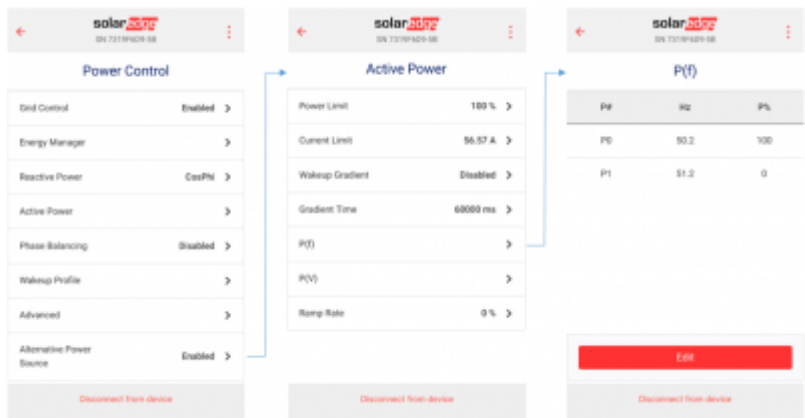 solaredge
SN 7319F609-98
Power Control
Grid Control Enabled >
Energy Manager >
Reactive Power CosPhi >
Active Power >
Phase Balancing Disabled >
Wakeup Profile >
Advanced >
Alternative Power
Source Enabled >
Disconnect from device
solaredge
Active Power
Power Limit 100 % >
Current Limit 56.57 A >
Wakeup Gradient Disabled >
Gradient Time 60000 ms >
P(f) >
P(V) >
Ramp Rate 0 % >
Disconnect from device
solaredge
P(f)
P# Hz P%
P0 50.2 100
P1 51.2 0
Edit
Disconnect from device